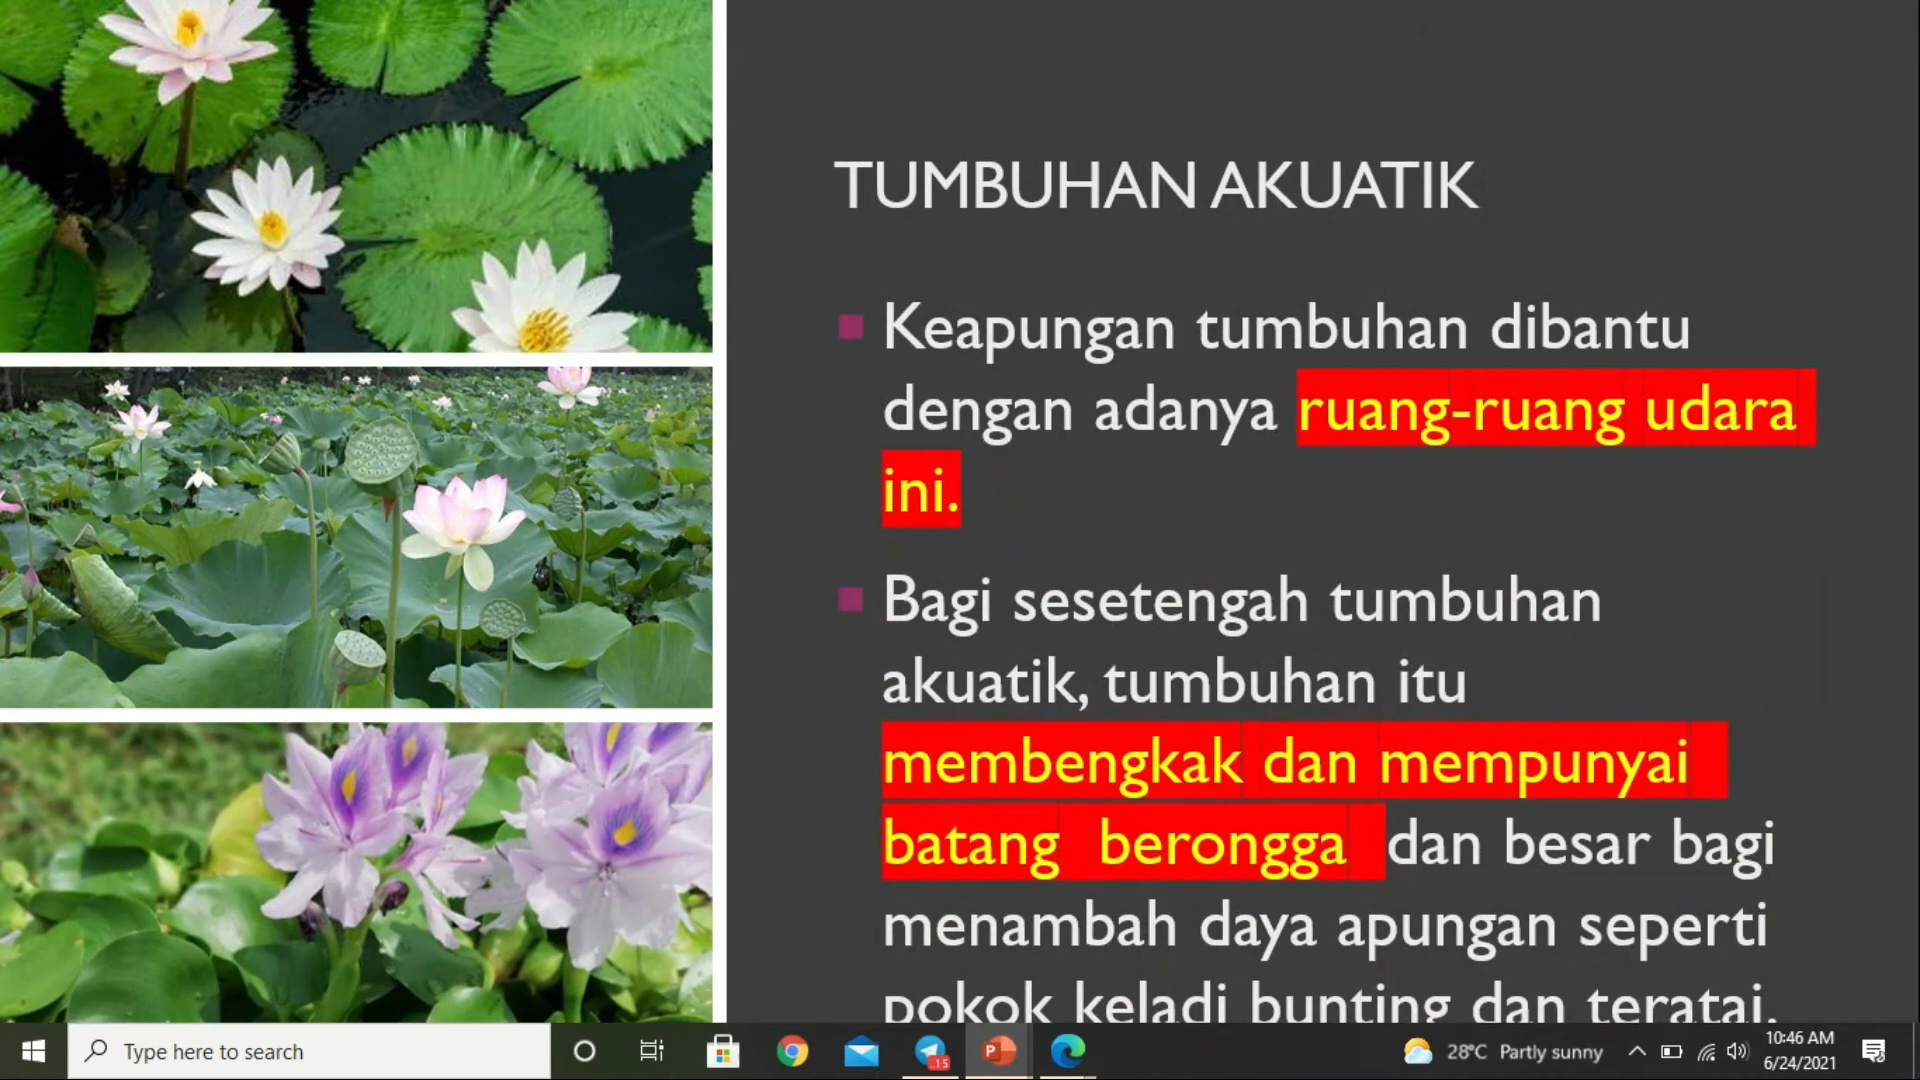 TUMBUHAN AKUATIK
Keapungan tumbuhan dibantu
dengan adanya ruang-ruang udara
ini.
Bagi sesetengah tumbuhan
akuatik, tumbuhan itu
membengkak dan mempunyai
batang berongga dan besar bagi
menambah daya apungan seperti
pokok keladi bunting dan teratai.
Type here to search
15
P
28°C Partly sunny
10:46 AM
6/24/2021